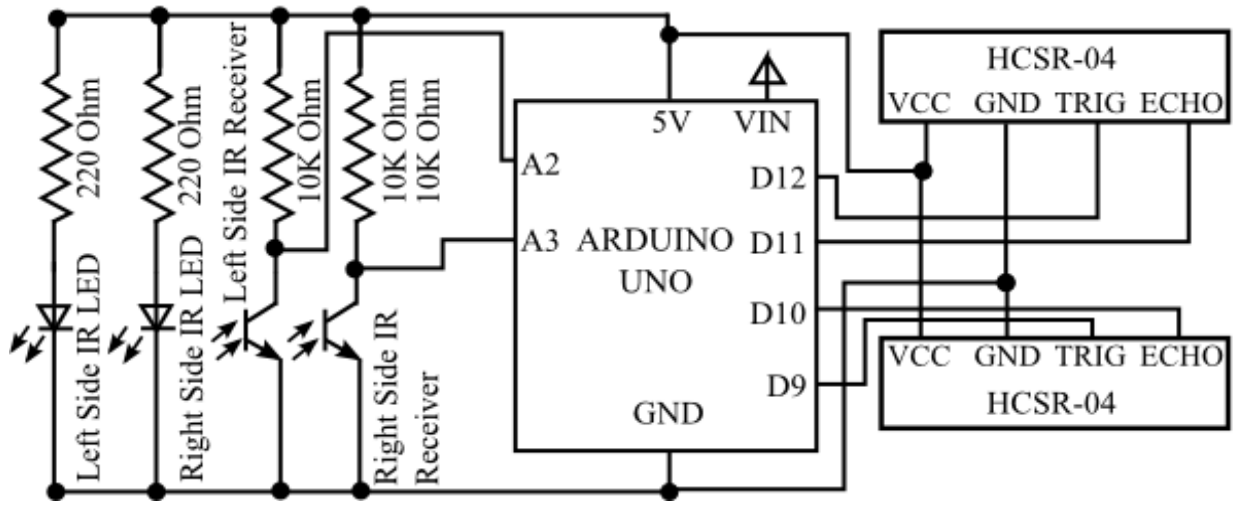 220 Ohm
Left Side IR LED
220 Ohm
Right Side IR LED
Left Side IR Receiver
10K Ohm
10K Ohm
10K Ohm
Right Side IR
Receiver
5V
VIN
A2
A3
ARDUINO
UNO
D12
D11
D10
D9
GND
HCSR-04
VCC GND TRIG ECHO
VCC GND TRIG ECHO
HCSR-04